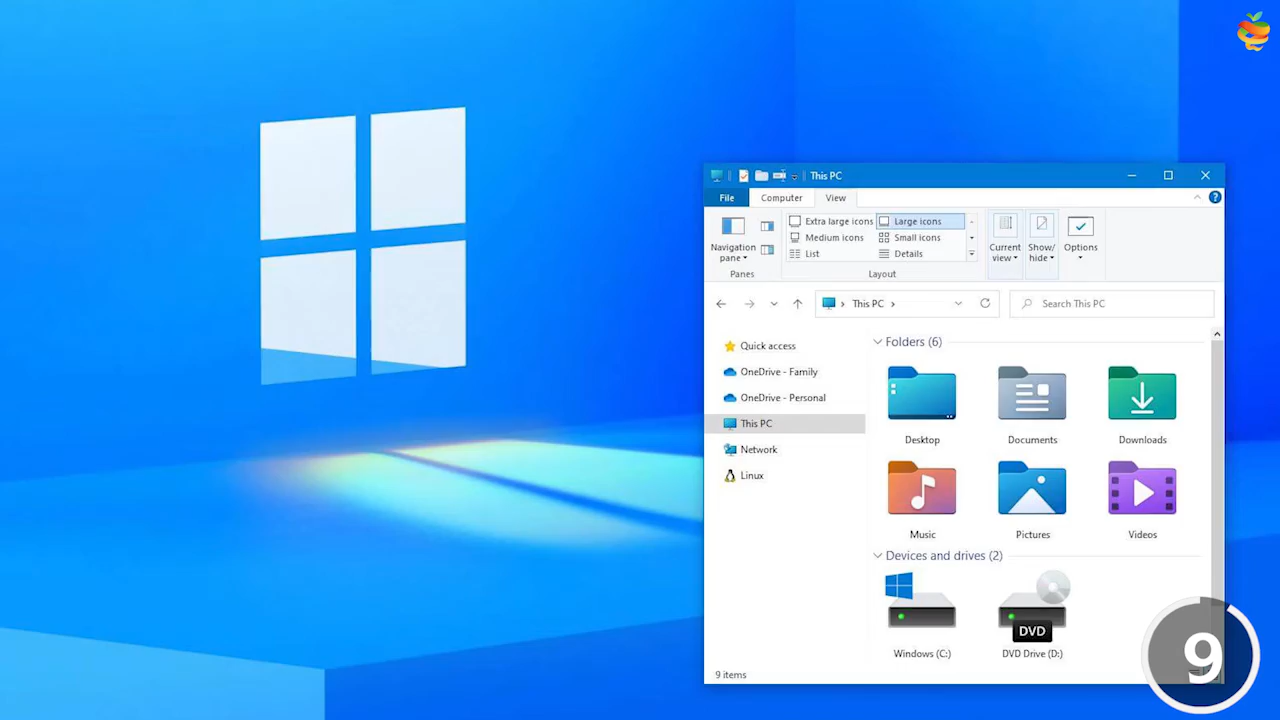 This PC
File
Computer
View
Extra large icons
Large icons
Medium icons
Small icons
List
Details
Navigation
pane
Panes
Layout
Current
view
Show/
hide
Options
This PC
Search This PC
Quick access
OneDrive - Family
OneDrive - Personal
This PC
Network
Linux
Folders (6)
Desktop
Documents
Downloads
Music
Pictures
Videos
Devices and drives (2)
DVD
Windows (C:)
DVD Drive (D:)
9 items
9